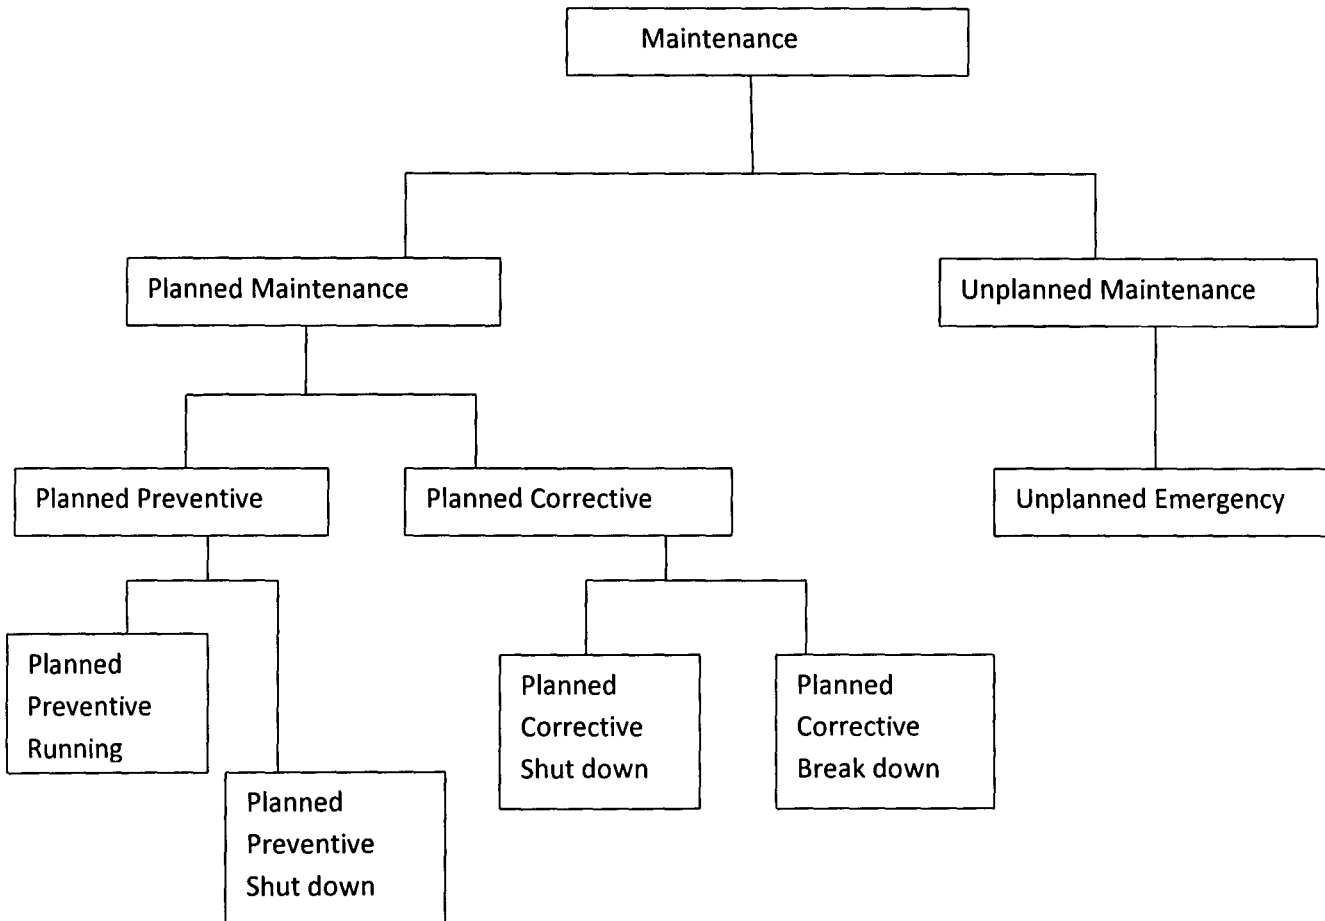 Maintenance
Planned Maintenance
Unplanned Maintenance
Planned Preventive
Planned Corrective
Unplanned Emergency
Planned
Preventive
Running
Planned
Preventive
Shut down
Planned
Corrective
Shut down
Planned
Corrective
Break down